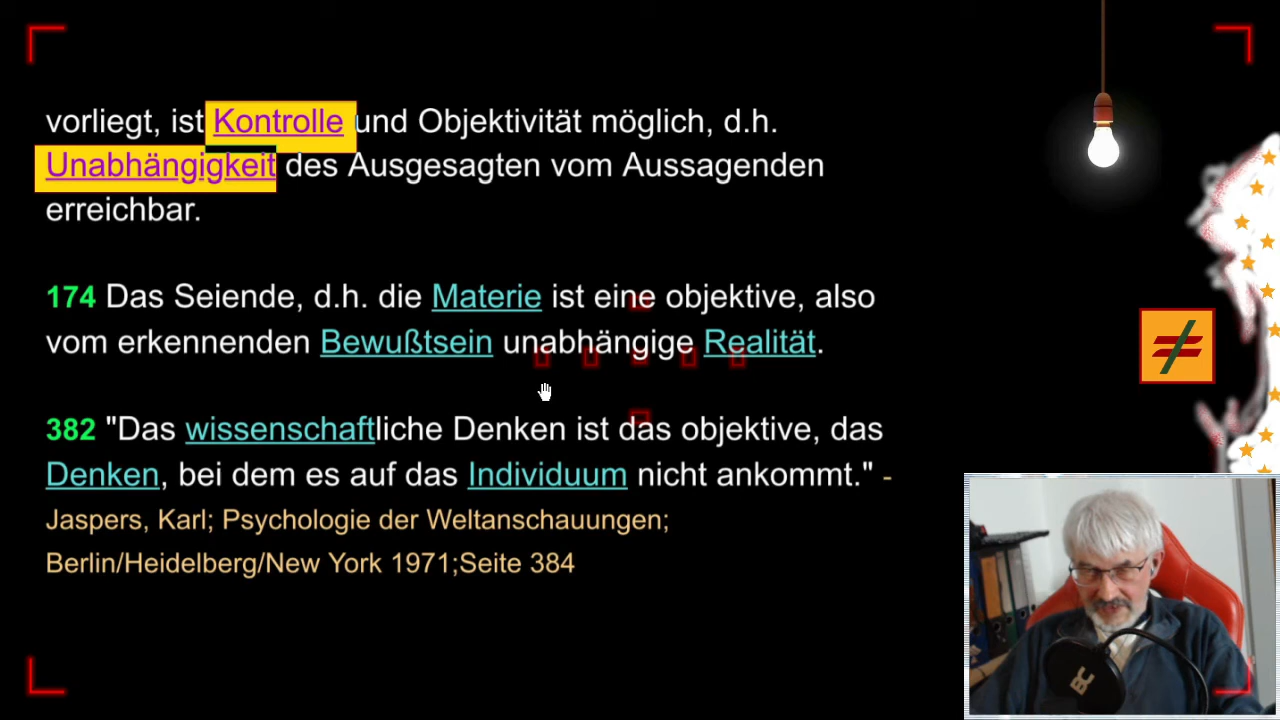 vorliegt, ist Kontrolle und Objektivität möglich, d.h.
Unabhängigkeit des Ausgesagten vom Aussagenden
erreichbar.
174 Das Seiende, d.h. die Materie ist eine objektive, also
vom erkennenden Bewußtsein unabhängige Realität.
382 "Das wissenschaftliche Denken ist das objektive, das
Denken, bei dem es auf das Individuum nicht ankommt." -
Jaspers, Karl; Psychologie der Weltanschauungen;
Berlin/Heidelberg/New York 1971;Seite 384
≠
BC